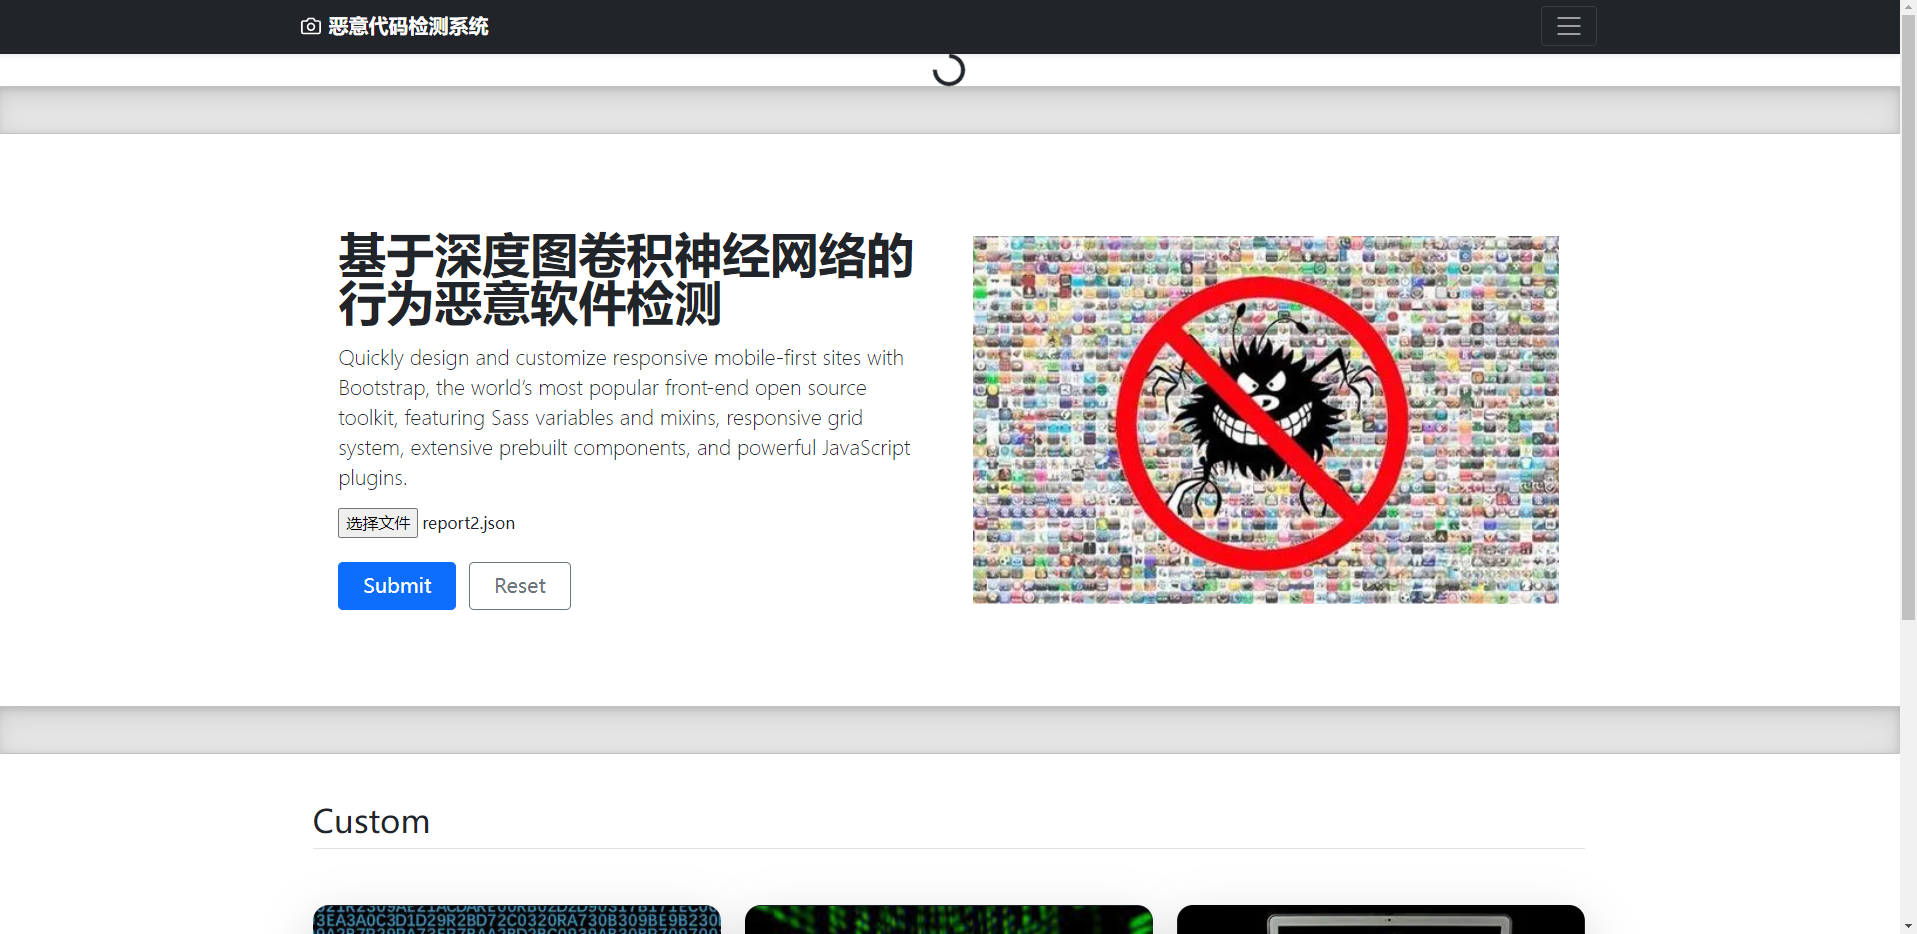 恶意代码检测系统
基于深度图卷积神经网络的
行为恶意软件检测
Quickly design and customize responsive mobile-first sites with
Bootstrap, the world’s most popular front-end open source
toolkit, featuring Sass variables and mixins, responsive grid
system, extensive prebuilt components, and powerful JavaScript
plugins.
选择文件 report2.json
Submit Reset
Custom
3EA3A0C3D1D29R2BD72C0320RA730B309BE9B230